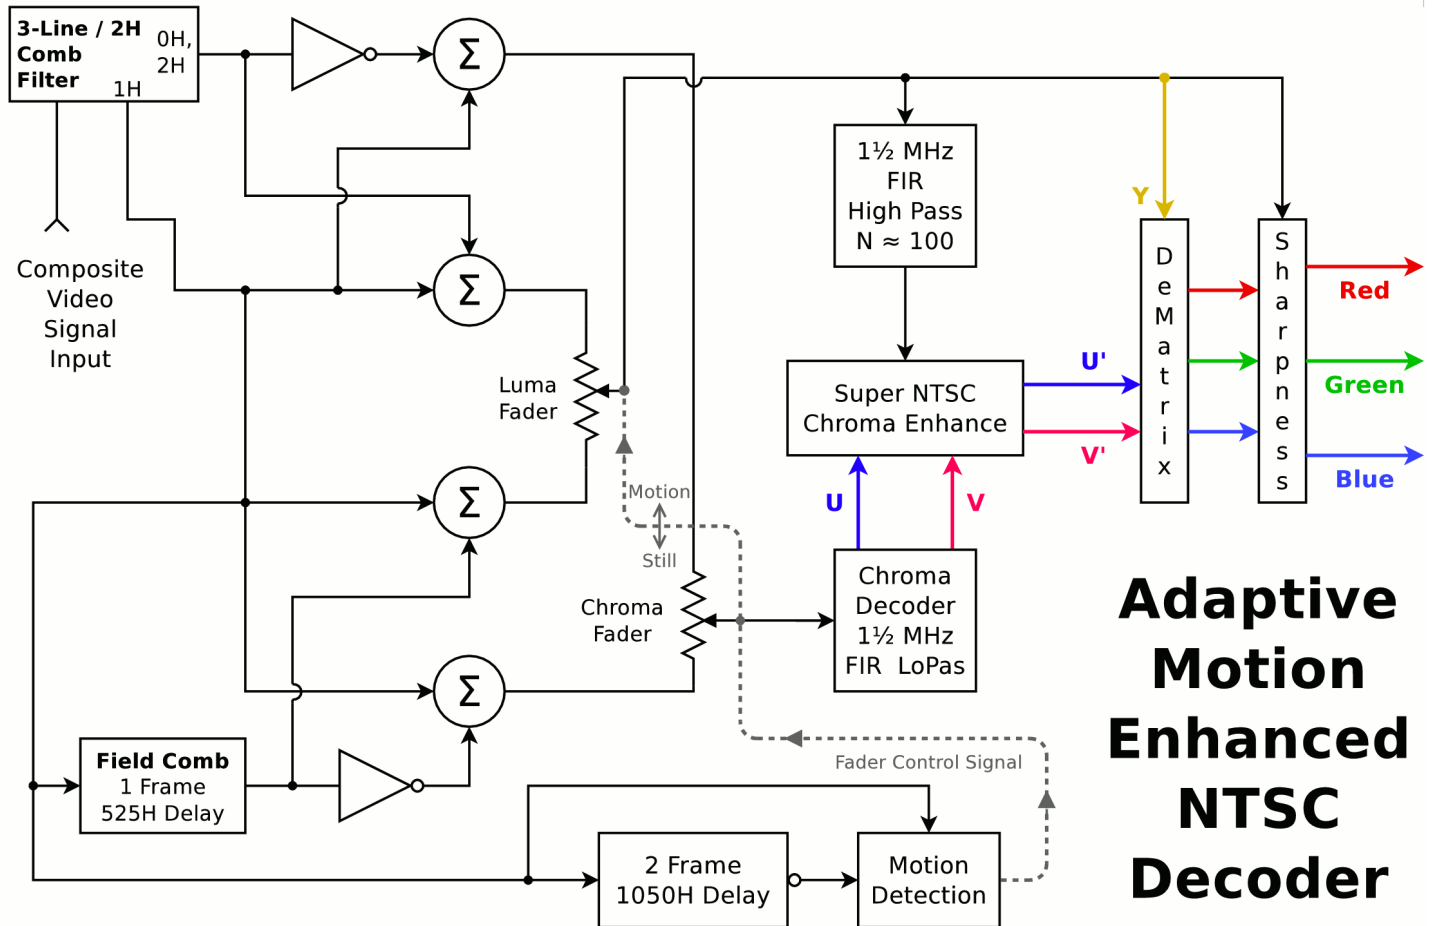 3-Line / 2H
Comb
Filter
0H,
2H
1H
Composite
Video
Signal
Input
Σ
Σ
Σ
Σ
Luma
Fader
Motion
Still
Chroma
Fader
1½ MHz
FIR
High Pass
N ≈ 100
Super NTSC
Chroma Enhance
U
V
U'
V'
Chroma
Decoder
1½ MHz
FIR LoPas
Y
DeMatrix
Sharpness
Red
Green
Blue
Field Comb
1 Frame
525H Delay
Fader Control Signal
2 Frame
1050H Delay
Motion
Detection
Adaptive
Motion
Enhanced
NTSC
Decoder